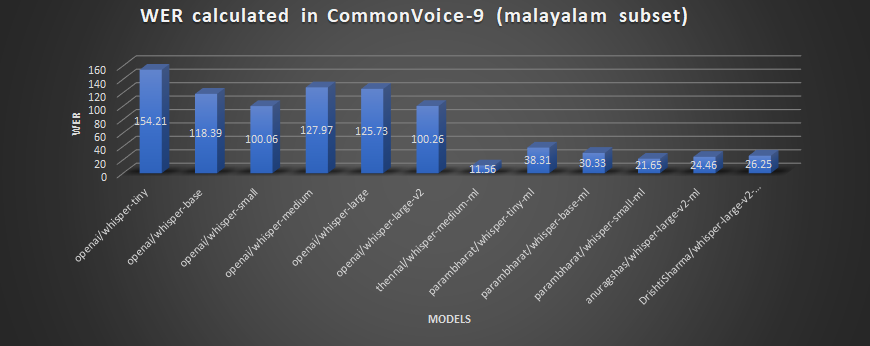 WER calculated in CommonVoice-9 (malayalam subset)
WER
160
140
120
100
80
60
40
20
0
154.21
118.39
100.06
127.97
125.73
100.26
11.56
38.31
30.33
21.65
24.46
26.25
openai/whisper-tiny
openai/whisper-base
openai/whisper-small
openai/whisper-medium
openai/whisper-large
openai/whisper-large-v2
thennal/whisper-medium-ml
parambharat/whisper-tiny-ml
parambharat/whisper-base-ml
parambharat/whisper-small-ml
anuragshas/whisper-large-v2-ml
DrishtiSharma/whisper-large-v2-...
MODELS